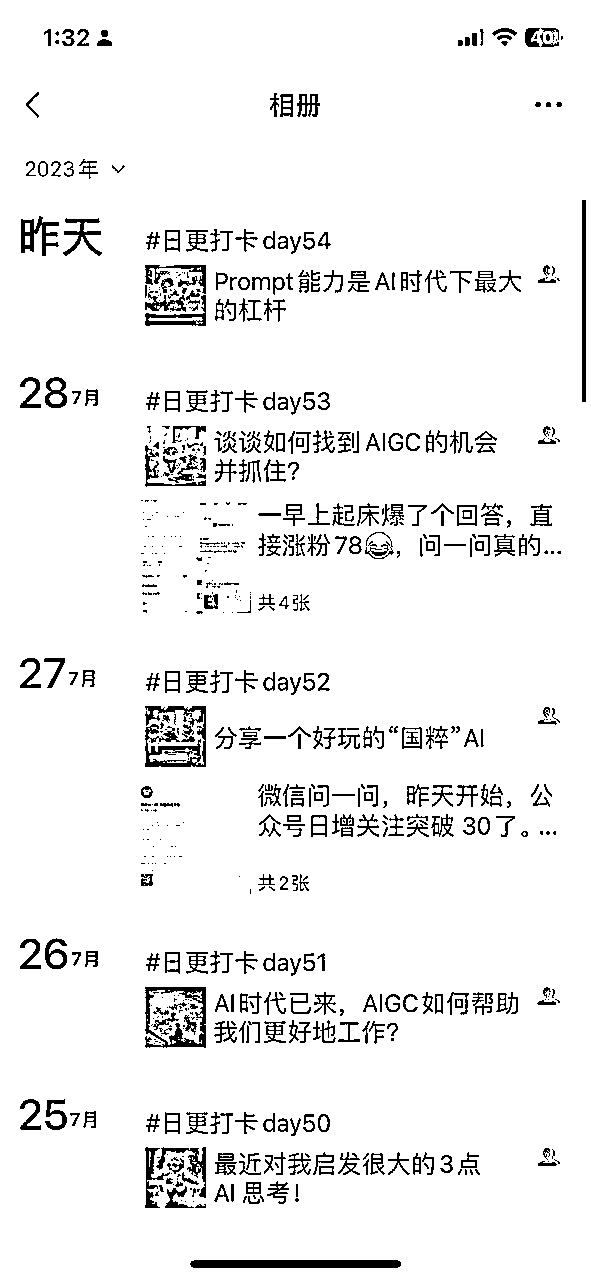 1:32
40
相册
2023年
昨天
#日更打卡day54
Prompt能力是AI时代下最大
的杠杆
28 7月
#日更打卡day53
谈谈如何找到AIGC的机会
并抓住?
一早上起床爆了个回答，直
接涨粉78😂，问一问真的...
共4张
27 7月
#日更打卡day52
分享一个好玩的“国粹”AI
微信问一问，昨天开始，公
众号日增关注突破 30了。...
共2张
26 7月
#日更打卡day51
AI时代已来，AIGC如何帮助
我们更好地工作?
25 7月
#日更打卡day50
最近对我启发很大的3点
AI 思考！